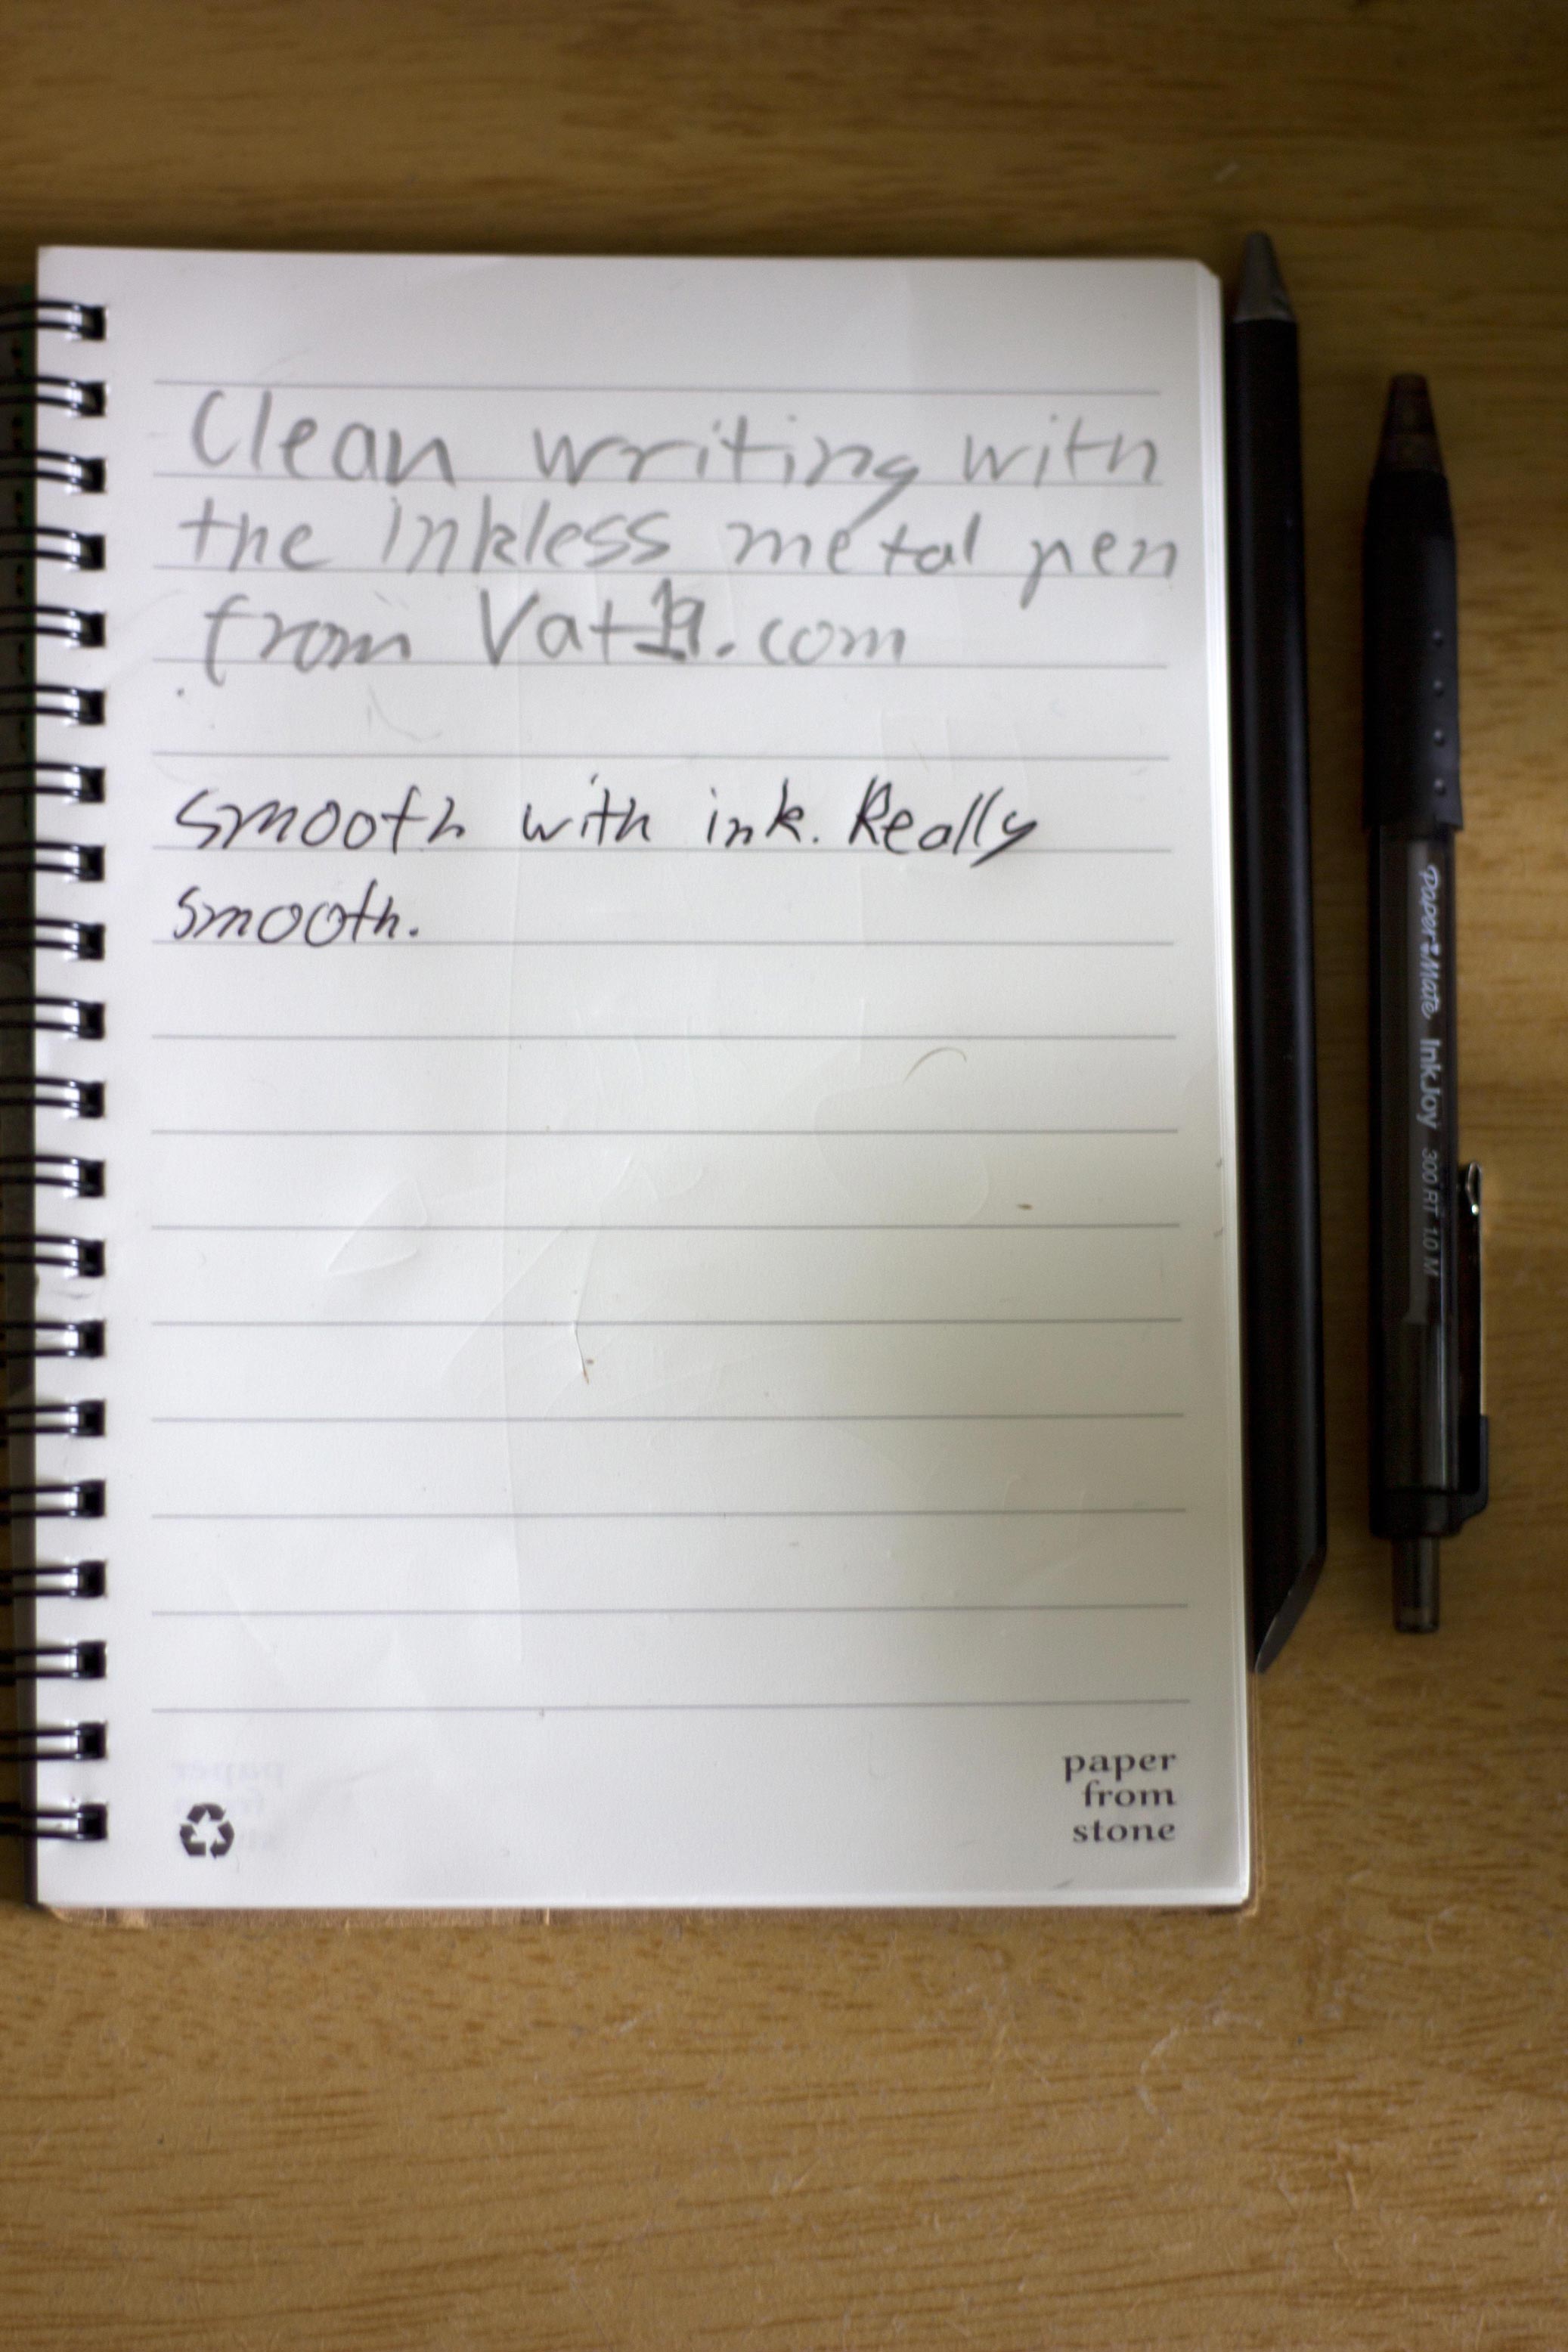 Clean writing with
the inkless metal pen
from Vat19.com
Smooth with ink. Really
smooth.
Paper Mate InkJoy 300 RT 1.0 M
paper
from
stone